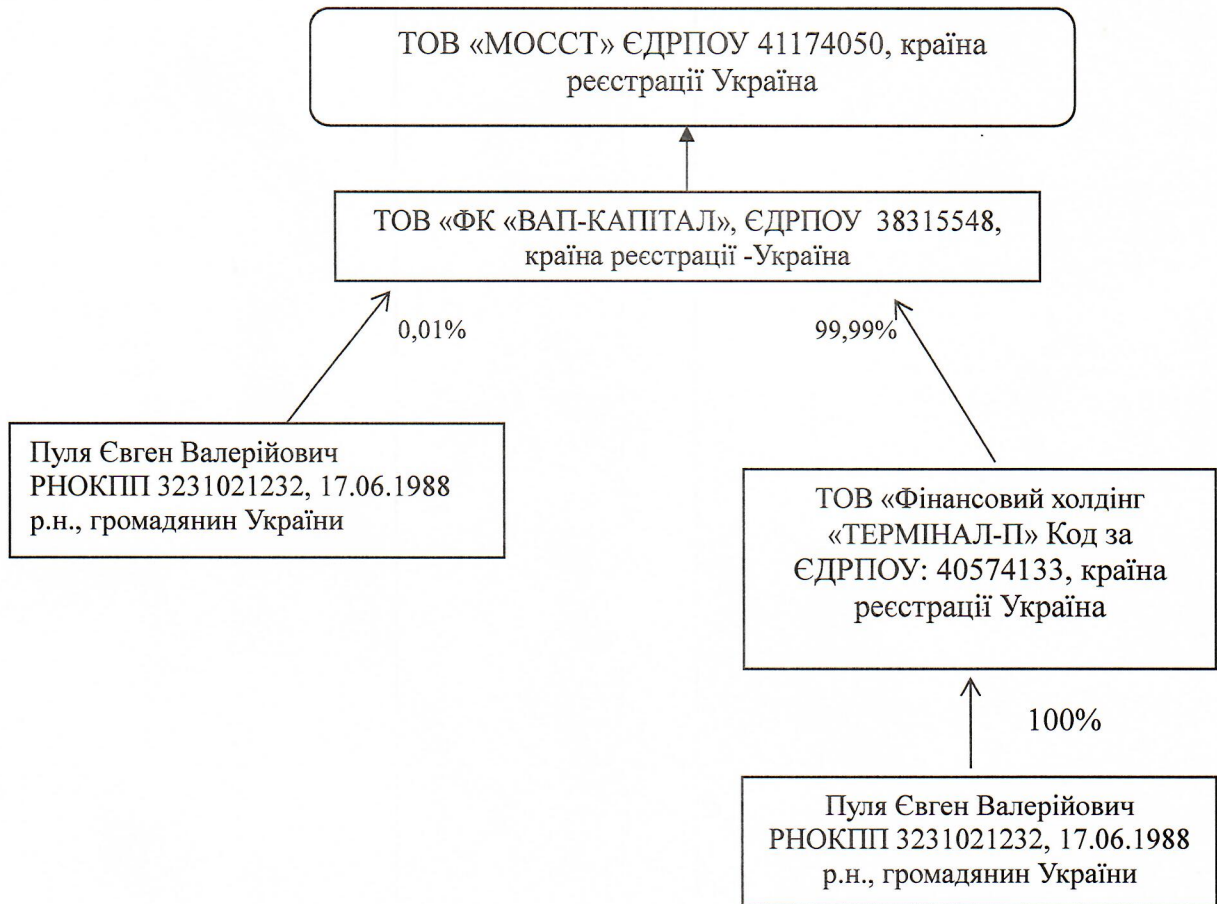 ТОВ «МОССТ» ЄДРПОУ 41174050, країна
реєстрації Україна
ТОВ «ФК «ВАП-КАПІТАЛ», ЄДРПОУ 38315548,
країна реєстрації -Україна
0,01%
99,99%
Пуля Євген Валерійович
РНОКПП 3231021232, 17.06.1988
р.н., громадянин України
ТОВ «Фінансовий холдінг
«ТЕРМІНАЛ-П» Код за
ЄДРПОУ: 40574133, країна
реєстрації Україна
100%
Пуля Євген Валерійович
РНОКПП 3231021232, 17.06.1988
р.н., громадянин України